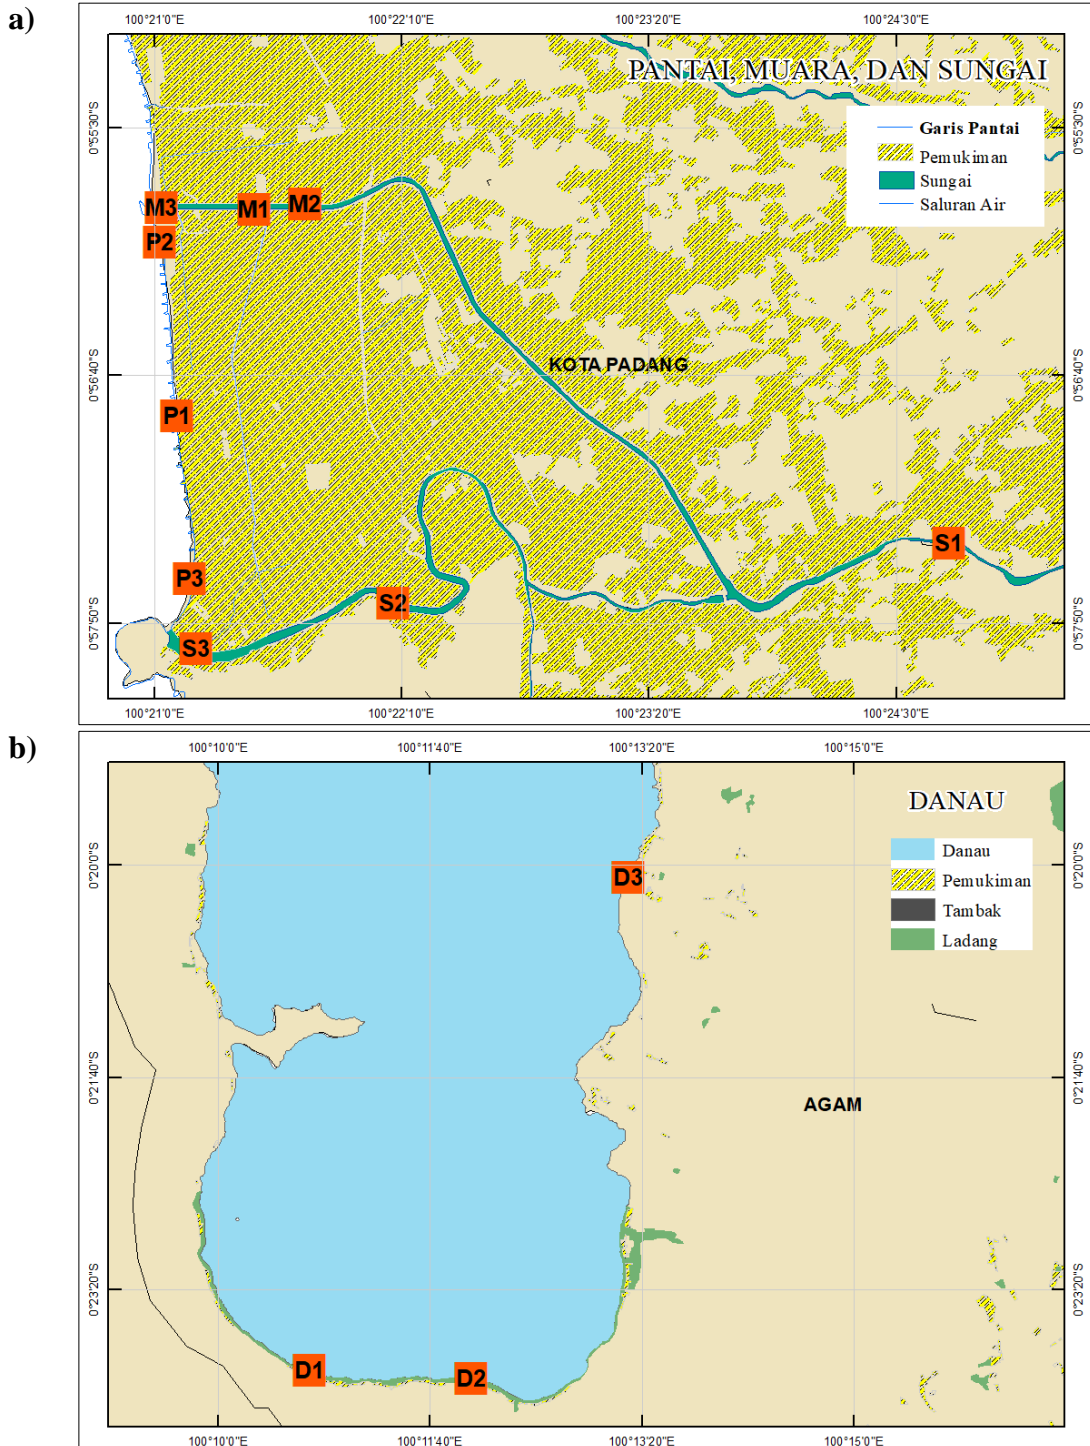 a)
100°21'0"E 100°22'10"E 100°23'20"E 100°24'30"E
PANTAI, MUARA, DAN SUNGAI
Garis Pantai
Pemukiman
Sungai
Saluran Air
0°55'30"S 0°55'30"S
M3 M1 M2
P2
KOTA PADANG
0°56'40"S 0°56'40"S
P1
S1
P3
S2
0°57'50"S 0°57'50"S
S3
100°21'0"E 100°22'10"E 100°23'20"E 100°24'30"E
b)
100°10'0"E 100°11'40"E 100°13'20"E 100°15'0"E
DANAU
Danau
Pemukiman
Tambak
Ladang
0°20'0"S 0°20'0"S
D3
0°21'40"S 0°21'40"S
AGAM
0°23'20"S 0°23'20"S
D1 D2
100°10'0"E 100°11'40"E 100°13'20"E 100°15'0"E